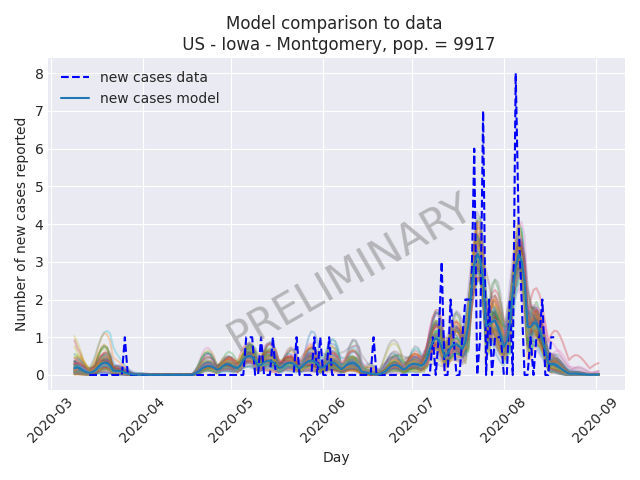 Model comparison to data
US - Iowa - Montgomery, pop. = 9917
new cases data
new cases model
PRELIMINARY
Number of new cases reported
8
7
6
5
4
3
2
1
0
2020-03
2020-04
2020-05
2020-06
2020-07
2020-08
2020-09
Day